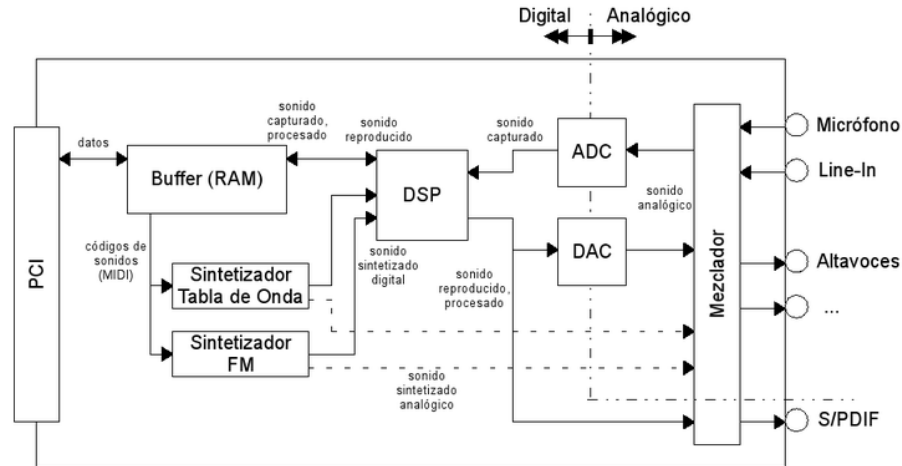 Digital
Analógico
PCI
datos
Buffer (RAM)
sonido
capturado,
procesado
sonido
reproducido
DSP
sonido
capturado
ADC
DAC
sonido
analógico
Mezclador
Micrófono
Line-In
Altavoces
...
S/PDIF
códigos de
sonidos
(MIDI)
Sintetizador
Tabla de Onda
Sintetizador
FM
sonido
sintetizado
digital
sonido
reproducido,
procesado
sonido
sintetizado
analógico